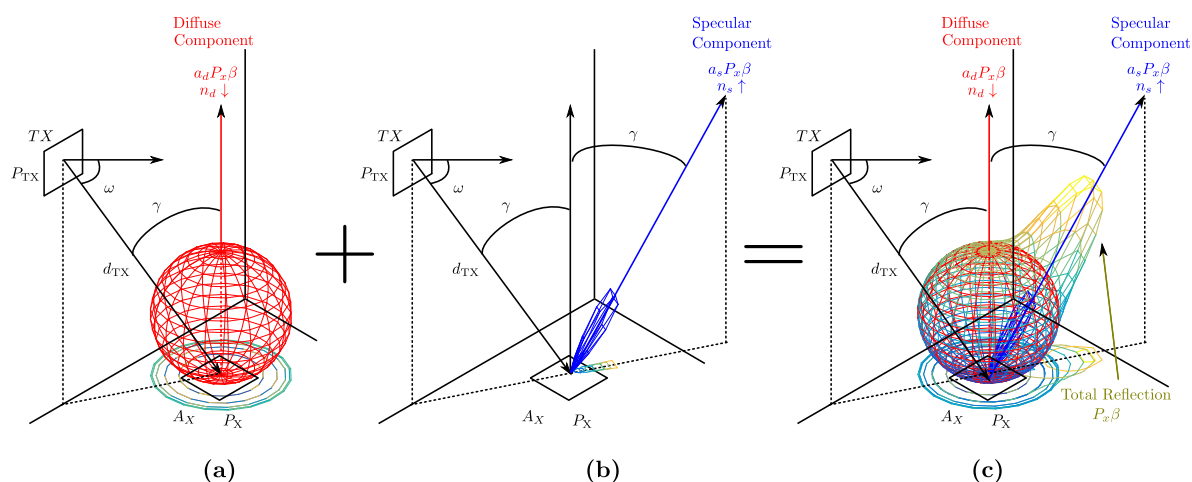 Diffuse
Component
a_d P_x β
n_d ↓
TX
P_TX
ω
γ
d_TX
A_X
P_X
(a)
+
Specular
Component
a_s P_x β
n_s ↑
TX
P_TX
ω
γ
γ
d_TX
A_X
P_X
(b)
=
Diffuse
Component
a_d P_x β
n_d ↓
Specular
Component
a_s P_x β
n_s ↑
TX
P_TX
ω
γ
γ
d_TX
A_X
P_X
Total Reflection
P_x β
(c)